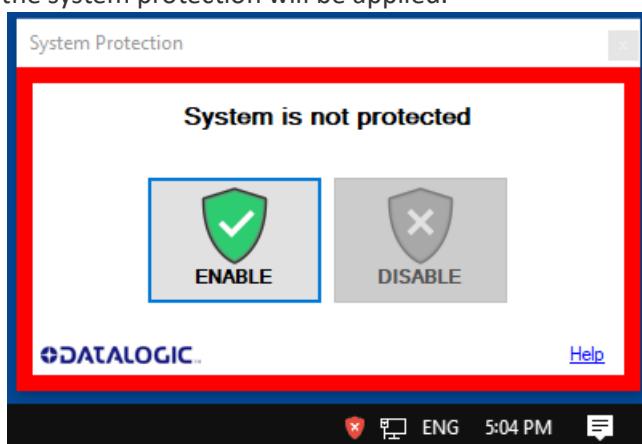 the system protection will be applied.
System Protection
x
System is not protected
ENABLE
DISABLE
DATALOGIC
Help
ENG 5:04 PM